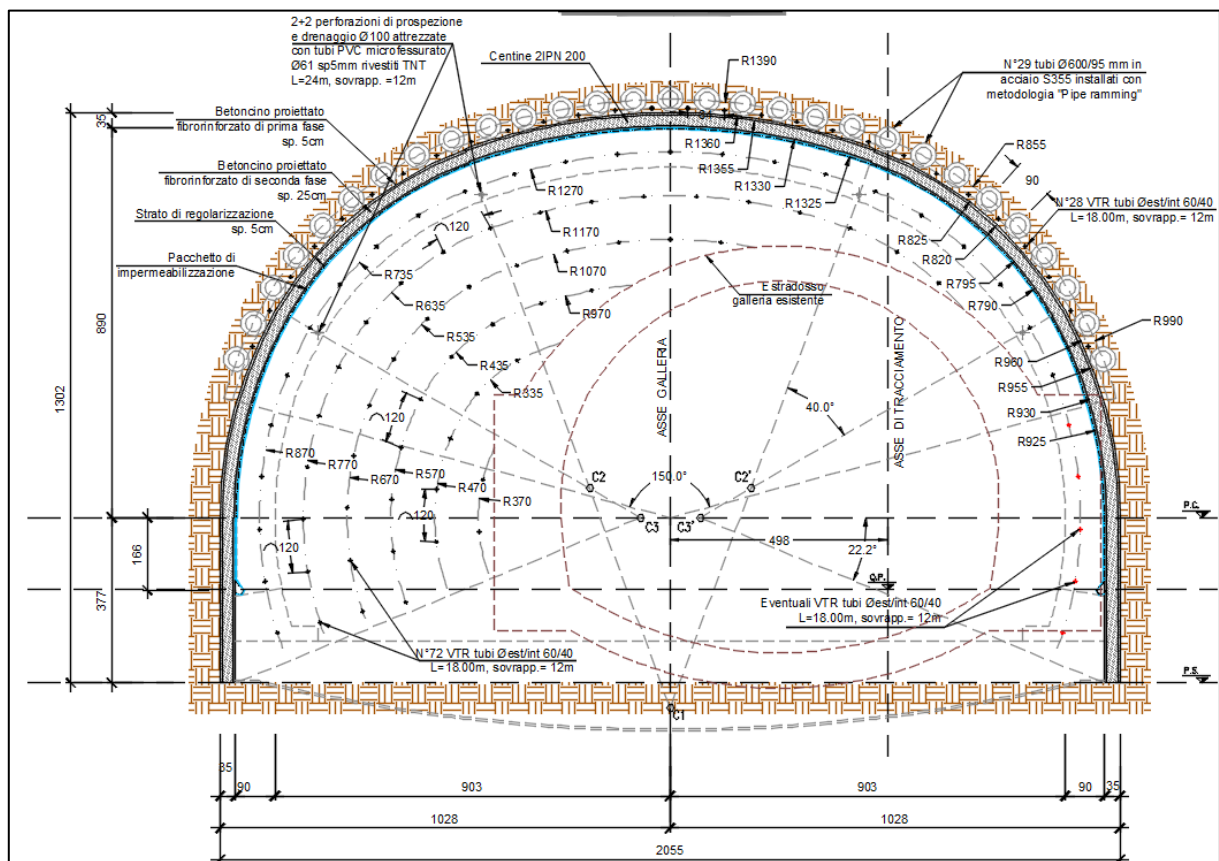 2+2 perforazioni di prospezione
e drenaggio Ø100 attrezzate
con tubi PVC microfessurato
Ø61 sp5mm rivestiti TNT
L=24m, sovrapp. =12m
Centine 2IPN 200
R1390
N°29 tubi Ø600/95 mm in
acciaio S355 installati con
metodologia "Pipe ramming"
Betoncino proiettato
fibrorinforzato di prima fase
sp. 5cm
Betoncino proiettato
fibrorinforzato di seconda fase
sp. 25cm
Strato di regolarizzazione
sp. 5cm
Pacchetto di
impermeabilizzazione
R1360
R1355
R1330
R1325
R855
90
N°28 VTR tubi Øest/int 60/40
L=18.00m, sovrapp.= 12m
R825
R820
R795
R790
R1270
R1170
R1070
R970
120
R735
R635
R535
R435
R335
Estradosso
galleria esistente
ASSE GALLERIA
ASSE DI TRACCIAMENTO
R990
R960
R955
R930
R925
40.0°
150.0°
22.2°
120
R870
R770
R670
R570
R470
R370
120
120
C2
C2'
C3
C3'
C1
498
P.C.
P.S.
Eventuali VTR tubi Øest/int 60/40
L=18.00m, sovrapp.= 12m
N°72 VTR tubi Øest/int 60/40
L=18.00m, sovrapp.= 12m
35
890
1302
166
377
35
90
903
903
90
35
1028
1028
2055